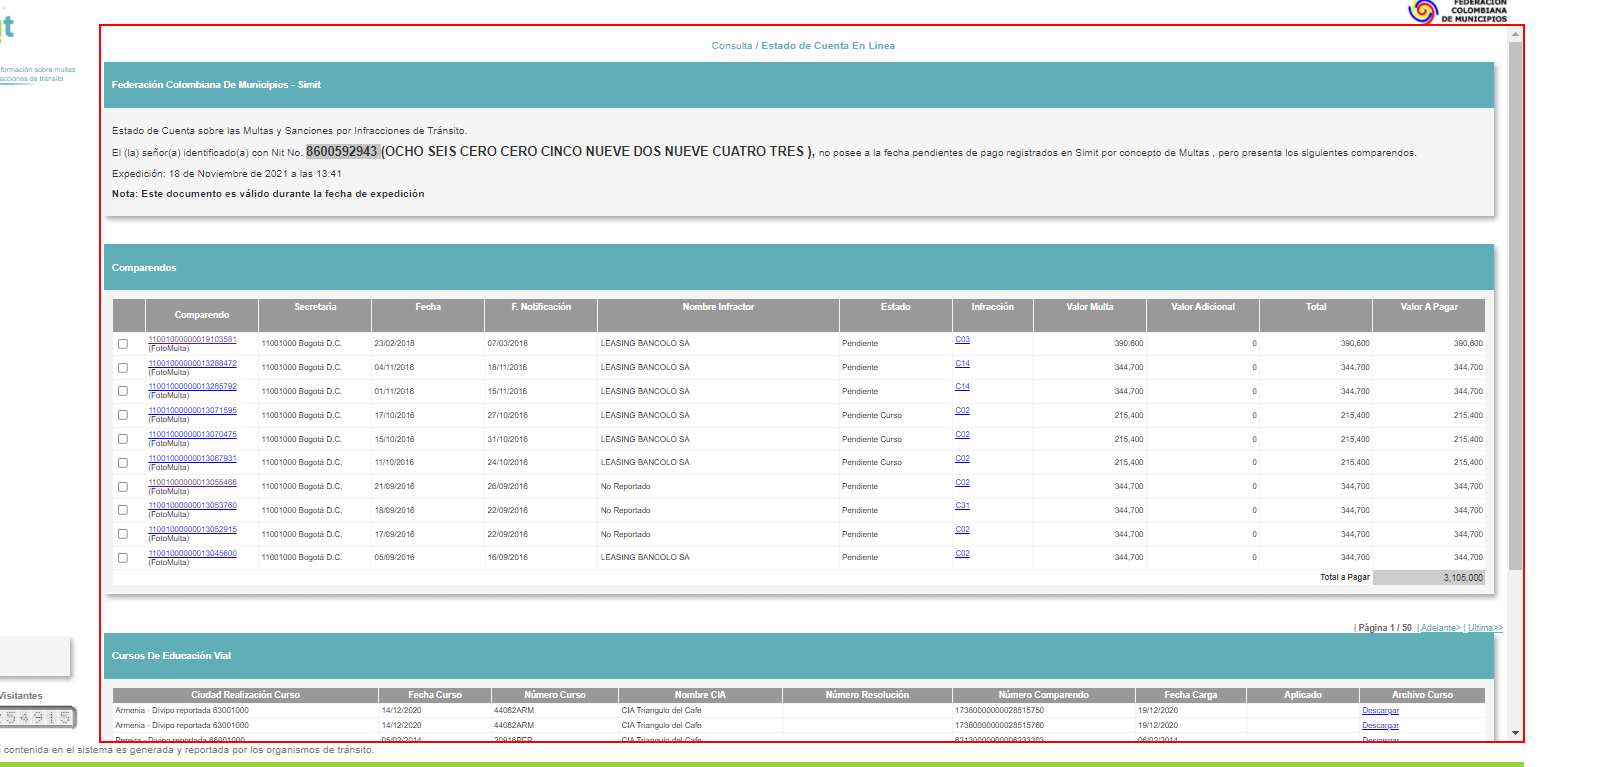 FEDERACIÓN
COLOMBIANA
DE MUNICIPIOS
it
formación sobre multas
acciones de tránsito
Consulta / Estado de Cuenta En Linea
Federación Colombiana De Municipios - Simit
Estado de Cuenta sobre las Multas y Sanciones por Infracciones de Tránsito.
El (la) señor(a) identificado(a) con Nit No. 8600592943 (OCHO SEIS CERO CERO CINCO NUEVE DOS NUEVE CUATRO TRES ), no posee a la fecha pendientes de pago registrados en Simit por concepto de Multas , pero presenta los siguientes comparendos.
Expedición: 18 de Noviembre de 2021 a las 13:41
Nota: Este documento es válido durante la fecha de expedición
Comparendos
Comparendo Secretaría Fecha F. Notificación Nombre Infractor Estado Infracción Valor Multa Valor Adicional Total Valor A Pagar
11001000000019103581 (FotoMulta) 11001000 Bogotá D.C. 23/02/2018 07/03/2018 LEASING BANCOLO SA Pendiente C03 390,600 0 390,600 390,600
11001000000013288472 (FotoMulta) 11001000 Bogotá D.C. 04/11/2016 18/11/2016 LEASING BANCOLO SA Pendiente C14 344,700 0 344,700 344,700
11001000000013285792 (FotoMulta) 11001000 Bogotá D.C. 01/11/2016 15/11/2016 LEASING BANCOLO SA Pendiente C14 344,700 0 344,700 344,700
11001000000013071595 (FotoMulta) 11001000 Bogotá D.C. 17/10/2016 27/10/2016 LEASING BANCOLO SA Pendiente Curso C02 215,400 0 215,400 215,400
11001000000013070475 (FotoMulta) 11001000 Bogotá D.C. 15/10/2016 31/10/2016 LEASING BANCOLO SA Pendiente Curso C02 215,400 0 215,400 215,400
11001000000013067931 (FotoMulta) 11001000 Bogotá D.C. 11/10/2016 24/10/2016 LEASING BANCOLO SA Pendiente Curso C02 215,400 0 215,400 215,400
11001000000013055468 (FotoMulta) 11001000 Bogotá D.C. 21/09/2016 26/09/2016 No Reportado Pendiente C02 344,700 0 344,700 344,700
11001000000013053760 (FotoMulta) 11001000 Bogotá D.C. 18/09/2016 22/09/2016 No Reportado Pendiente C31 344,700 0 344,700 344,700
11001000000013052915 (FotoMulta) 11001000 Bogotá D.C. 17/09/2016 22/09/2016 No Reportado Pendiente C02 344,700 0 344,700 344,700
11001000000013045600 (FotoMulta) 11001000 Bogotá D.C. 05/09/2016 16/09/2016 LEASING BANCOLO SA Pendiente C02 344,700 0 344,700 344,700
Total a Pagar 3,105,000
| Página 1 / 50 | Adelante> | Ultima>>
Cursos De Educación Vial
Ciudad Realización Curso Fecha Curso Número Curso Nombre CIA Número Resolución Número Comparendo Fecha Carga Aplicado Archivo Curso
Armenia - Divipo reportada 63001000 14/12/2020 44082ARM CIA Triangulo del Cafe 17380000000028515750 19/12/2020 Descargar
Armenia - Divipo reportada 63001000 14/12/2020 44082ARM CIA Triangulo del Cafe 17380000000028515760 19/12/2020 Descargar
Pereira - Divipo reportada 66001000 05/02/2014 20916PER CIA Triangulo del Cafe 63130000000006233303 06/02/2014 Descargar
Visitantes
54915
contenida en el sistema es generada y reportada por los organismos de tránsito.